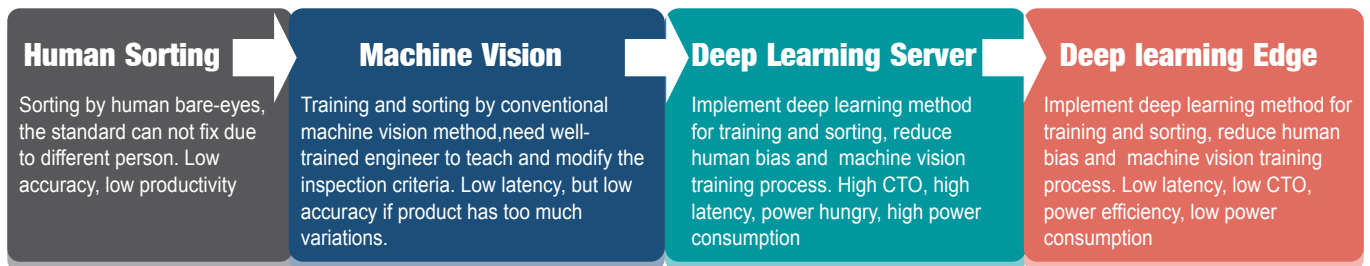 Human Sorting
Sorting by human bare-eyes,
the standard can not fix due
to different person. Low
accuracy, low productivity
Machine Vision
Training and sorting by conventional
machine vision method,need well-
trained engineer to teach and modify the
inspection criteria. Low latency, but low
accuracy if product has too much
variations.
Deep Learning Server
Implement deep learning method
for training and sorting, reduce
human bias and  machine vision
training process. High CTO, high
latency, power hungry, high power
consumption
Deep learning Edge
Implement deep learning method for
training and sorting, reduce human
bias and  machine vision training
process. Low latency, low CTO,
power efficiency, low power
consumption